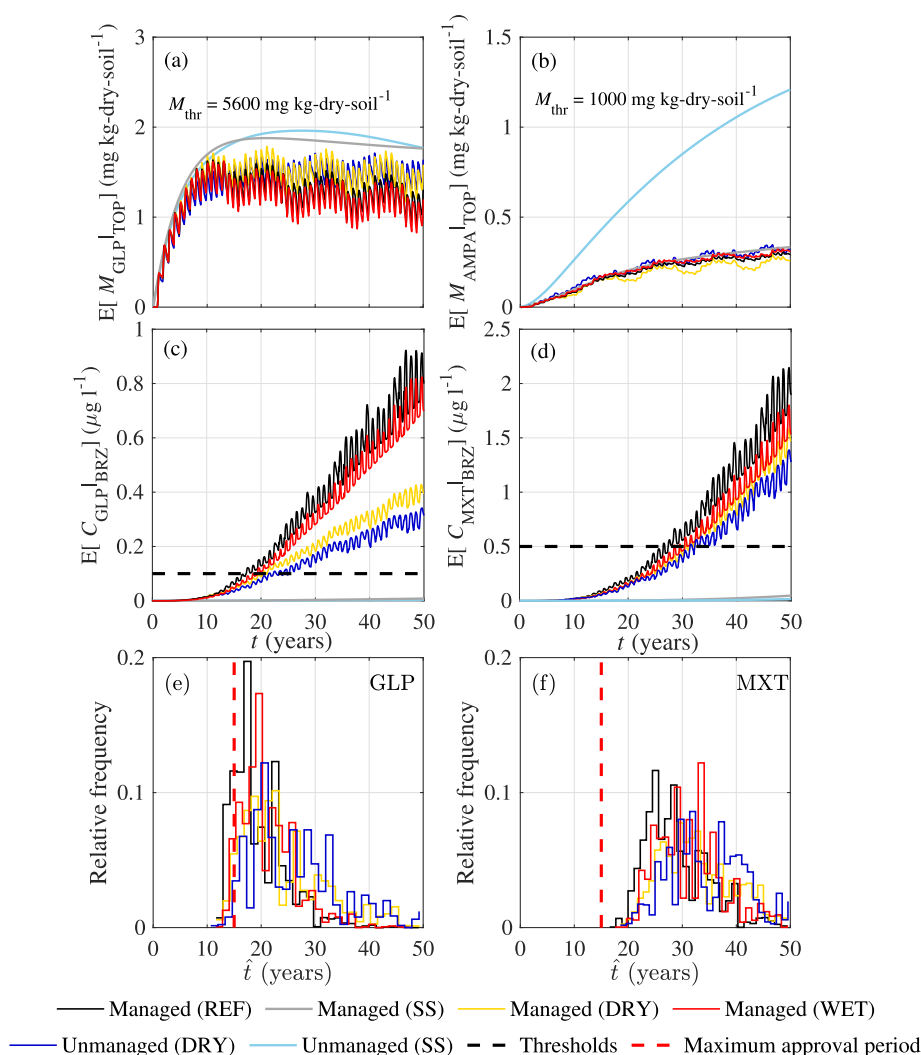 (a)
M_thr = 5600 mg kg-dry-soil^-1
E[ M_GLP|_TOP] (mg kg-dry-soil^-1)
3
2
1
0
(b)
M_thr = 1000 mg kg-dry-soil^-1
E[ M_AMPA|_TOP] (mg kg-dry-soil^-1)
1.5
1
0.5
0
(c)
E[ C_GLP|_BRZ] (μg l^-1)
1
0.8
0.6
0.4
0.2
0
0 10 20 30 40 50
t (years)
(d)
E[ C_MXT|_BRZ] (μg l^-1)
2.5
2
1.5
1
0.5
0
0 10 20 30 40 50
t (years)
(e) GLP
Relative frequency
0.2
0.1
0
0 10 20 30 40 50
t̂ (years)
(f) MXT
Relative frequency
0.2
0.1
0
0 10 20 30 40 50
t̂ (years)
Managed (REF) Managed (SS) Managed (DRY) Managed (WET)
Unmanaged (DRY) Unmanaged (SS) Thresholds Maximum approval period